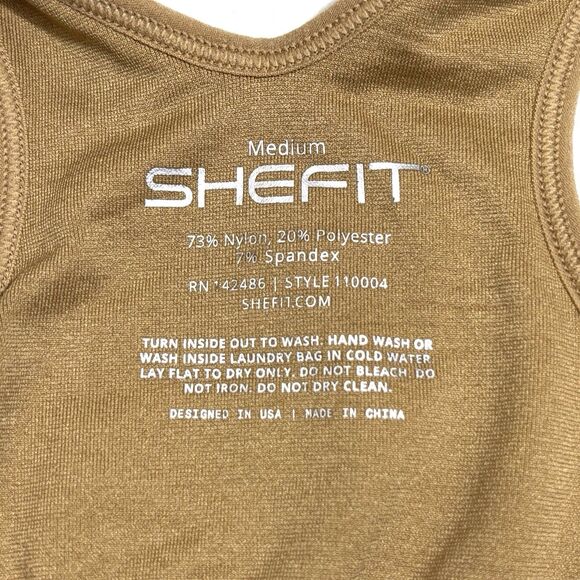 Medium
SHEFIT®
73% Nylon, 20% Polyester
7% Spandex
RN 142486 | STYLE 110004
SHEFIT.COM
TURN INSIDE OUT TO WASH. HAND WASH OR
WASH INSIDE LAUNDRY BAG IN COLD WATER.
LAY FLAT TO DRY ONLY. DO NOT BLEACH. DO
NOT IRON. DO NOT DRY CLEAN.
DESIGNED IN USA | MADE IN CHINA